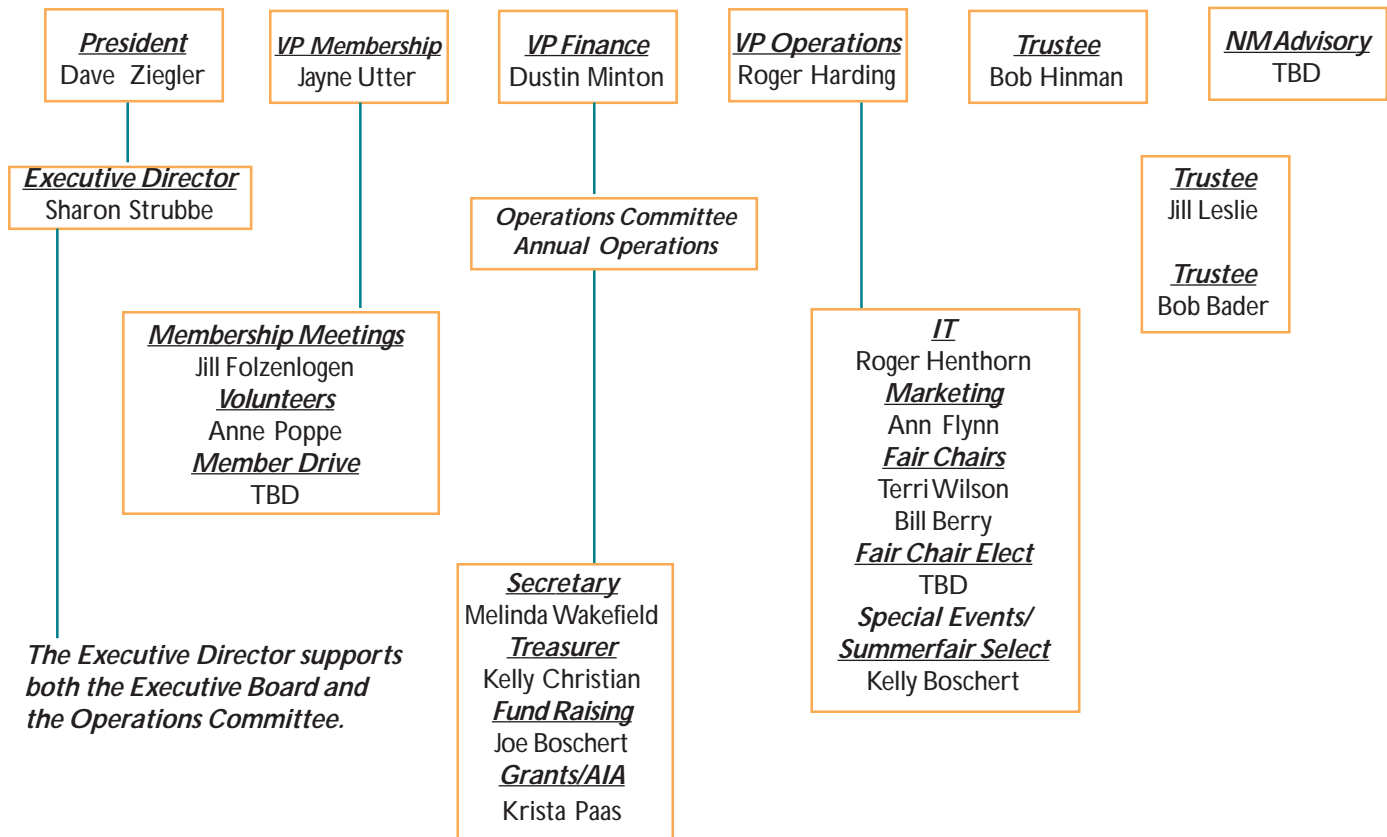 President
Dave Ziegler
VP Membership
Jayne Utter
VP Finance
Dustin Minton
VP Operations
Roger Harding
Trustee
Bob Hinman
NM Advisory
TBD
Executive Director
Sharon Strubbe
Operations Committee
Annual Operations
Trustee
Jill Leslie
Trustee
Bob Bader
Membership Meetings
Jill Folzenlogen
Volunteers
Anne Poppe
Member Drive
TBD
IT
Roger Henthorn
Marketing
Ann Flynn
Fair Chairs
Terri Wilson
Bill Berry
Fair Chair Elect
TBD
Special Events/
Summerfair Select
Kelly Boschert
Secretary
Melinda Wakefield
Treasurer
Kelly Christian
Fund Raising
Joe Boschert
Grants/AIA
Krista Paas
The Executive Director supports
both the Executive Board and
the Operations Committee.